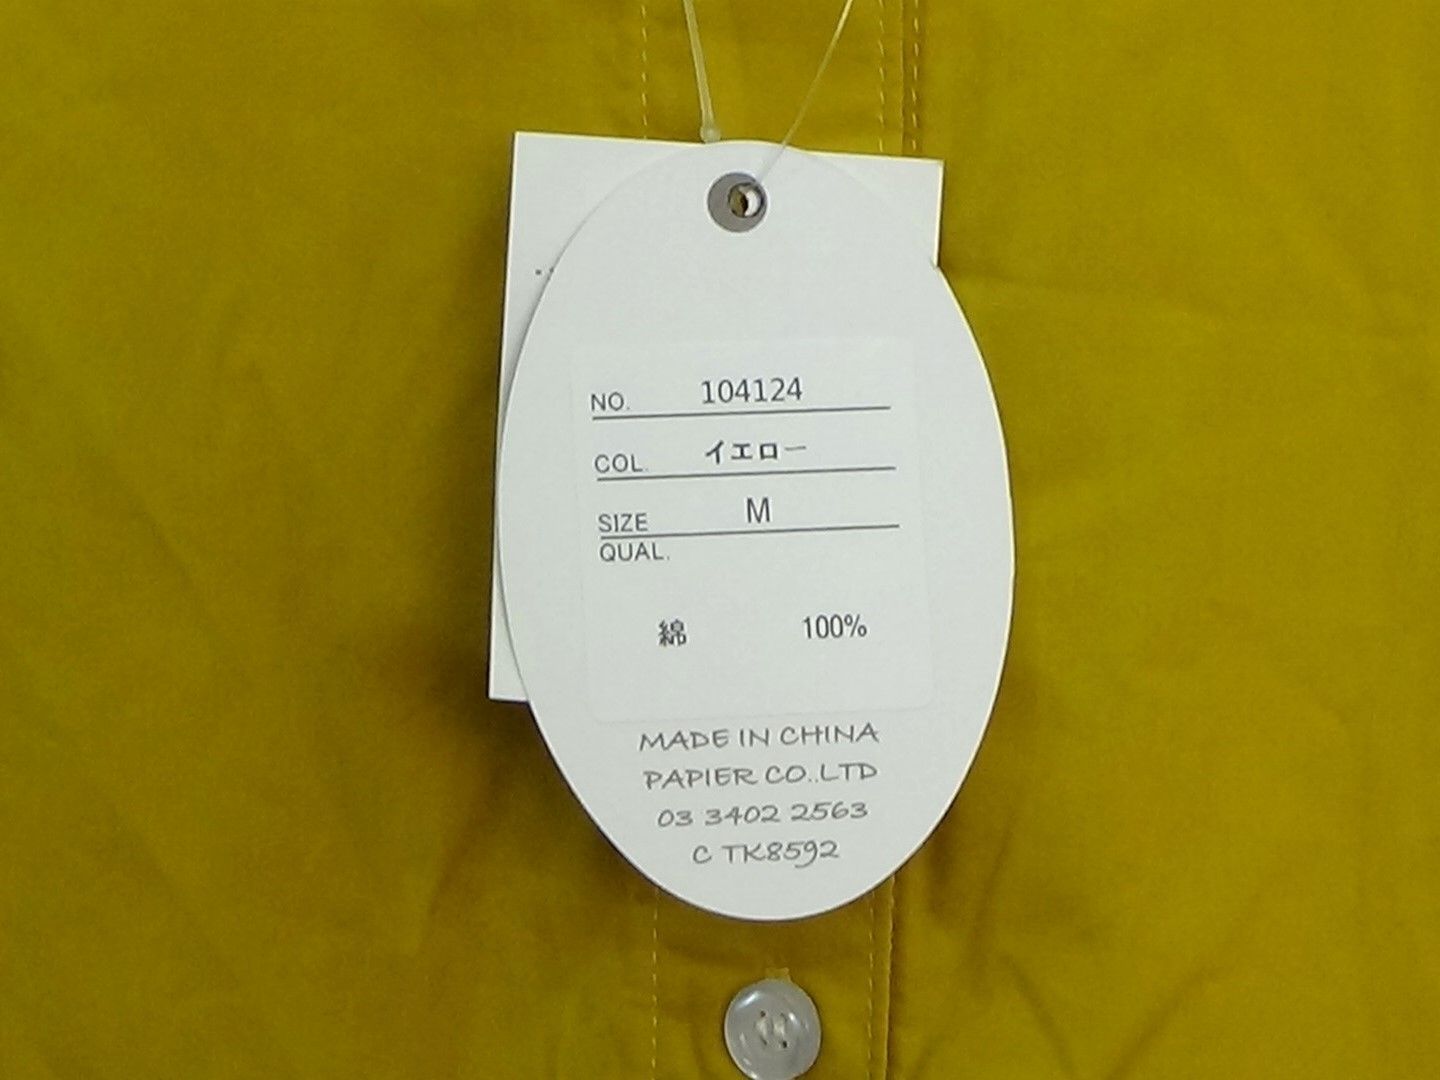 NO. 104124
COL. イエロー
SIZE M
QUAL.
綿 100%
MADE IN CHINA
PAPIER CO.,LTD
03 3402 2563
C TK8592